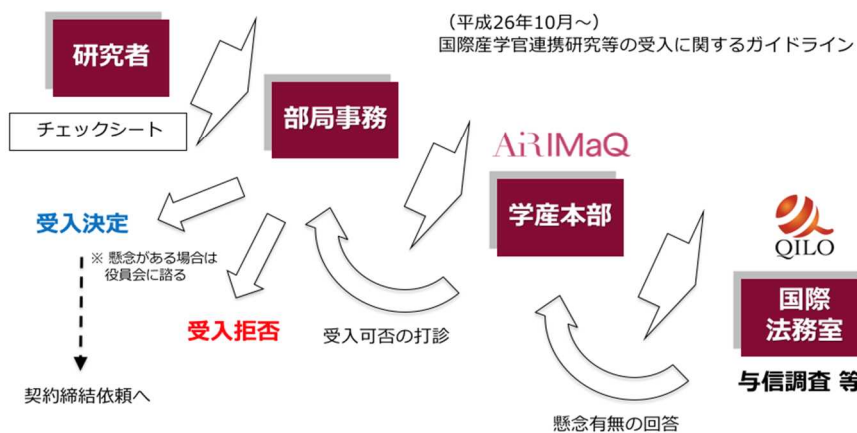 （平成26年10月～）
国際産学官連携研究等の受入に関するガイドライン
研究者
チェックシート
部局事務
AiRIMaQ
学産本部
QILO
国際
法務室
与信調査 等
受入決定
※ 懸念がある場合は
役員会に諮る
受入拒否
受入可否の打診
契約締結依頼へ
懸念有無の回答